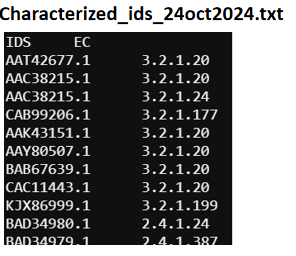 Characterized_ids_24oct2024.txt
IDS EC
AAT42677.1 3.2.1.20
AAC38215.1 3.2.1.20
AAC38215.1 3.2.1.24
CAB99206.1 3.2.1.177
AAK43151.1 3.2.1.20
AAY80507.1 3.2.1.20
BAB67639.1 3.2.1.20
CAC11443.1 3.2.1.20
KJX86999.1 3.2.1.199
BAD34980.1 2.4.1.24
BAD34979.1 2.4.1.387